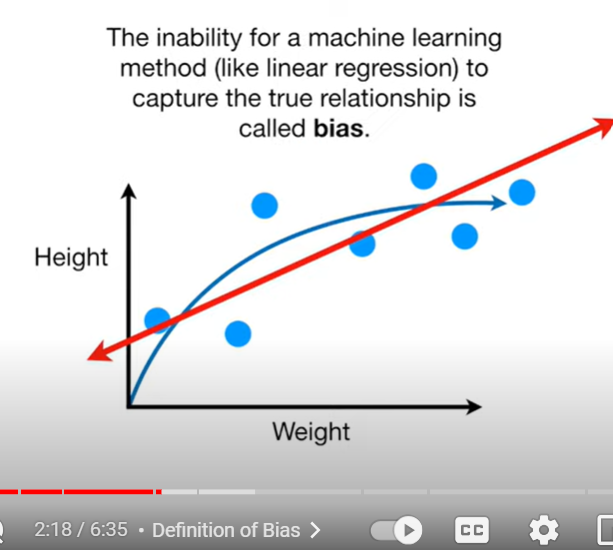 The inability for a machine learning
method (like linear regression) to
capture the true relationship is
called bias.
Height
Weight
2:18 / 6:35 • Definition of Bias >
CC